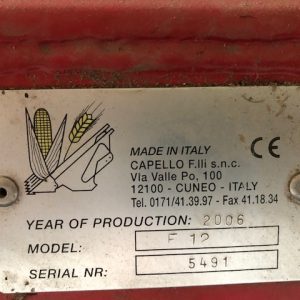 MADE IN ITALY
CAPELLO F.lli s.n.c.
Via Valle Po, 100
12100 - CUNEO - ITALY
Tel. 0171/41.39.97 - Fax 41.18.34
CE
YEAR OF PRODUCTION: 2006
MODEL: F 12
SERIAL NR: 5491